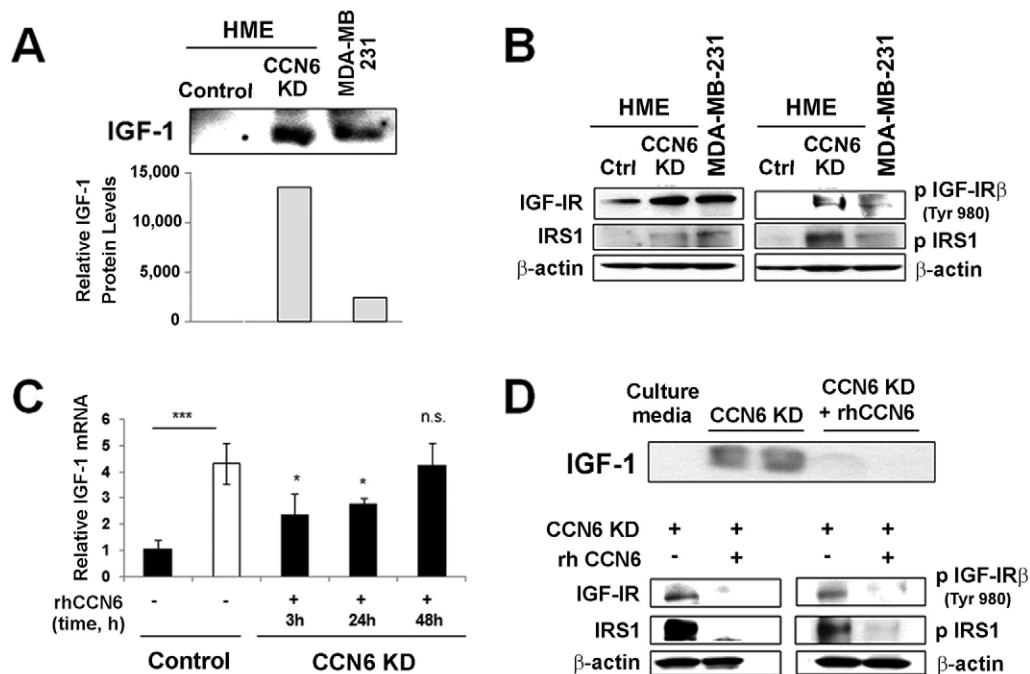 A
HME
Control
CCN6
KD
MDA-MB
231
IGF-1
Relative IGF-1
Protein Levels
15,000
10,000
5,000
0
B
HME
Ctrl
CCN6
KD
MDA-MB-231
HME
Ctrl
CCN6
KD
MDA-MB-231
IGF-IR
p IGF-IRβ
(Tyr 980)
IRS1
p IRS1
β-actin
β-actin
C
Relative IGF-1 mRNA
6
5
4
3
2
1
0
***
*
*
n.s.
rhCCN6 - - + + +
(time, h) 3h 24h 48h
Control
CCN6 KD
D
Culture
media
CCN6 KD
CCN6 KD
+ rhCCN6
IGF-1
CCN6 KD + + + +
rh CCN6 - + - +
IGF-IR
p IGF-IRβ
(Tyr 980)
IRS1
p IRS1
β-actin
β-actin